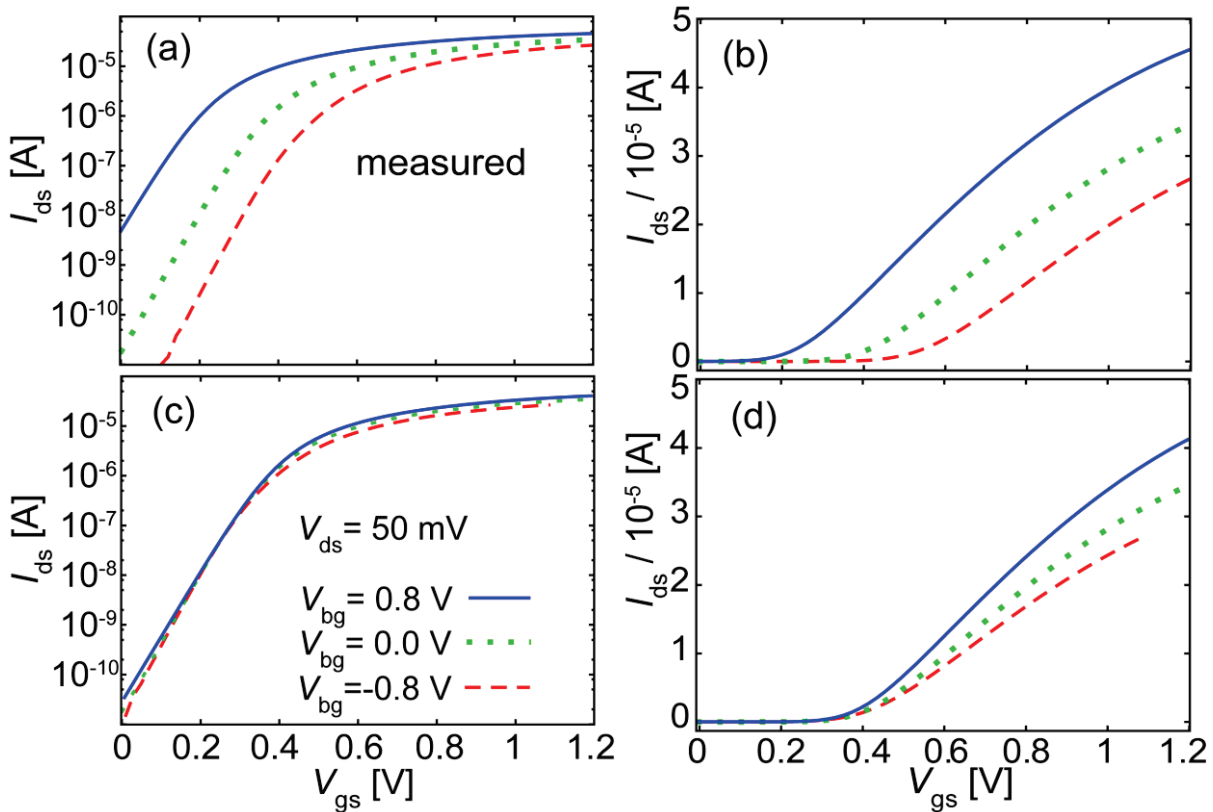 (a)
measured
I_ds [A]
10^-5
10^-6
10^-7
10^-8
10^-9
10^-10
(b)
I_ds / 10^-5 [A]
5
4
3
2
1
0
(c)
V_ds = 50 mV
V_bg = 0.8 V
V_bg = 0.0 V
V_bg =-0.8 V
I_ds [A]
10^-5
10^-6
10^-7
10^-8
10^-9
10^-10
0 0.2 0.4 0.6 0.8 1.0 1.2
V_gs [V]
(d)
I_ds / 10^-5 [A]
5
4
3
2
1
0
0 0.2 0.4 0.6 0.8 1 1.2
V_gs [V]